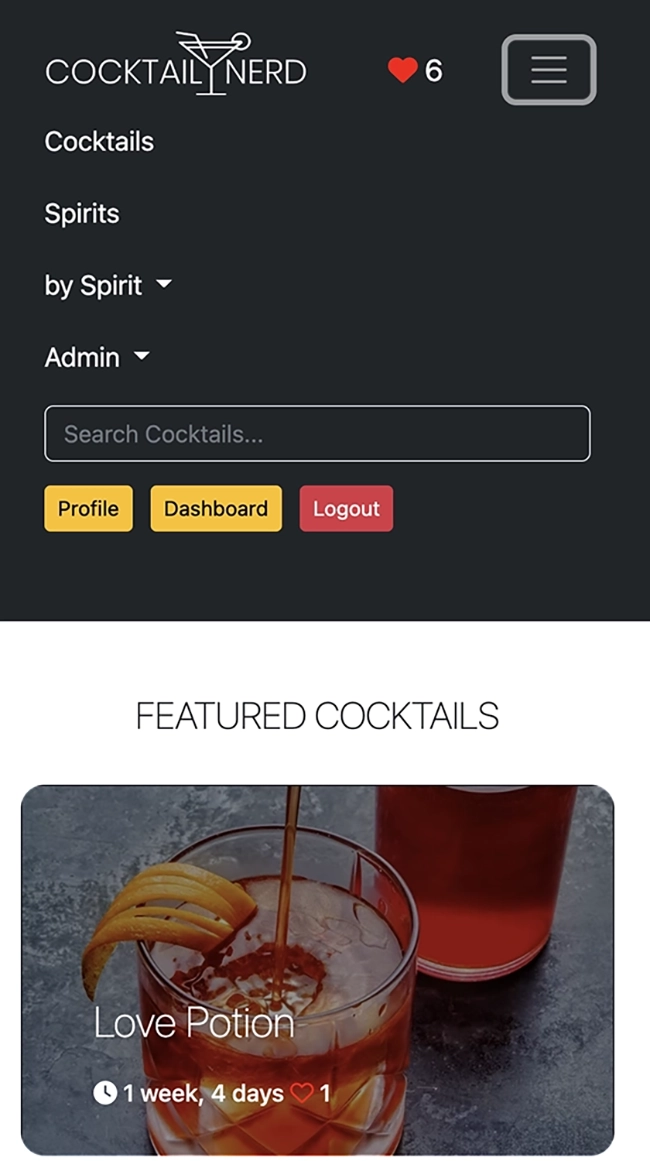 COCKTAIL NERD
6
Cocktails
Spirits
by Spirit
Admin
Search Cocktails...
Profile Dashboard Logout
FEATURED COCKTAILS
Love Potion
1 week, 4 days 1